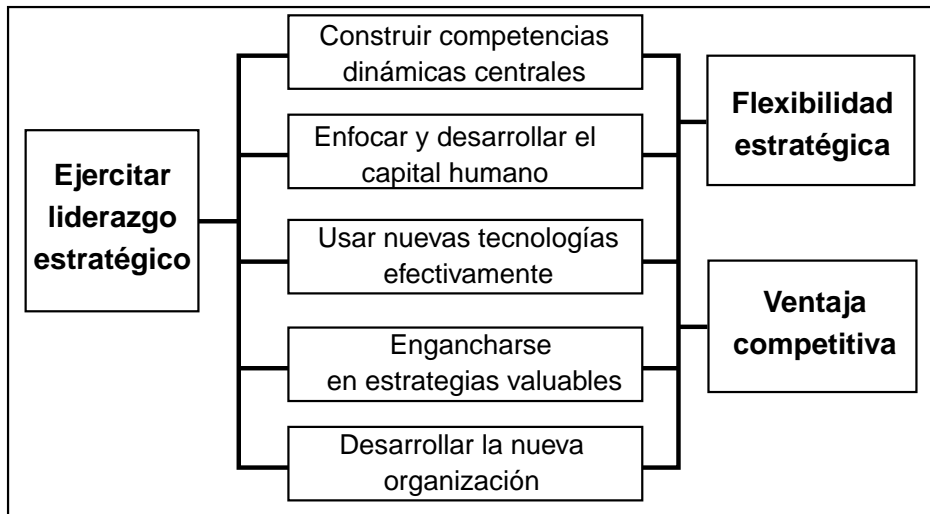 Ejercitar
liderazgo
estratégico
Construir competencias
dinámicas centrales
Enfocar y desarrollar el
capital humano
Usar nuevas tecnologías
efectivamente
Engancharse
en estrategias valuables
Desarrollar la nueva
organización
Flexibilidad
estratégica
Ventaja
competitiva